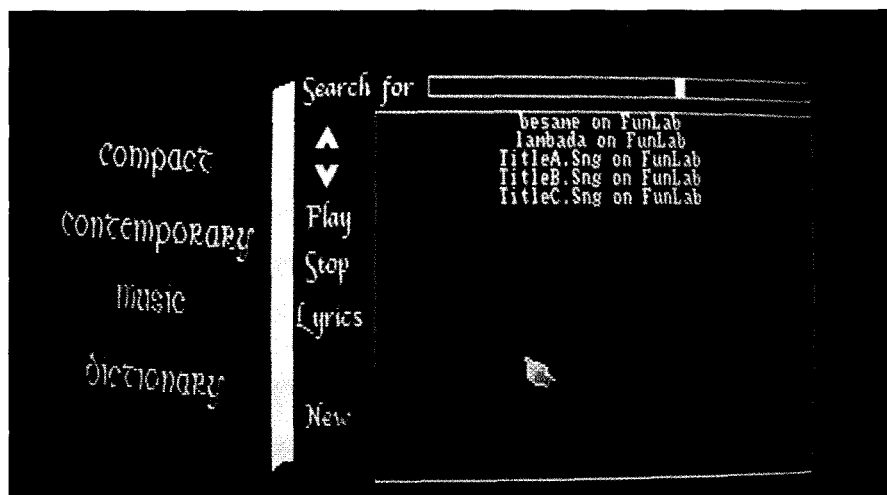 compact
contemporary
music
dictionary
Search for
Play
Stop
Lyrics
New
besame on FunLab
lambada on FunLab
TitleA.Sng on FunLab
TitleB.Sng on FunLab
TitleC.Sng on FunLab